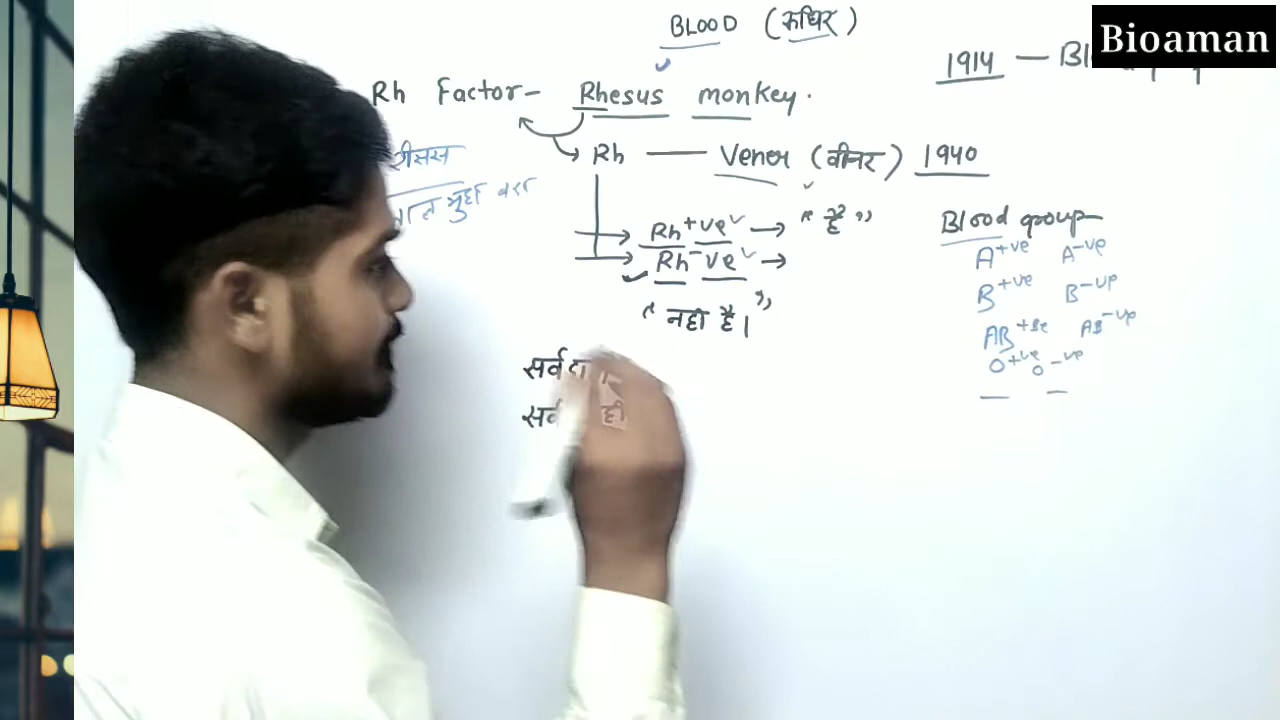 BLOOD (रुधिर)
Bioaman
1914 —
Rh Factor- Rhesus monkey.
रीसस
Rh — Vener (वीनर) 1940
Rh+ve → "है"
Rh-ve →
"नही है।"
Blood group
A+ve A-ve
B+ve B-ve
AB+ve AB-ve
O+ve O-ve
सर्वदा
सर्व ही